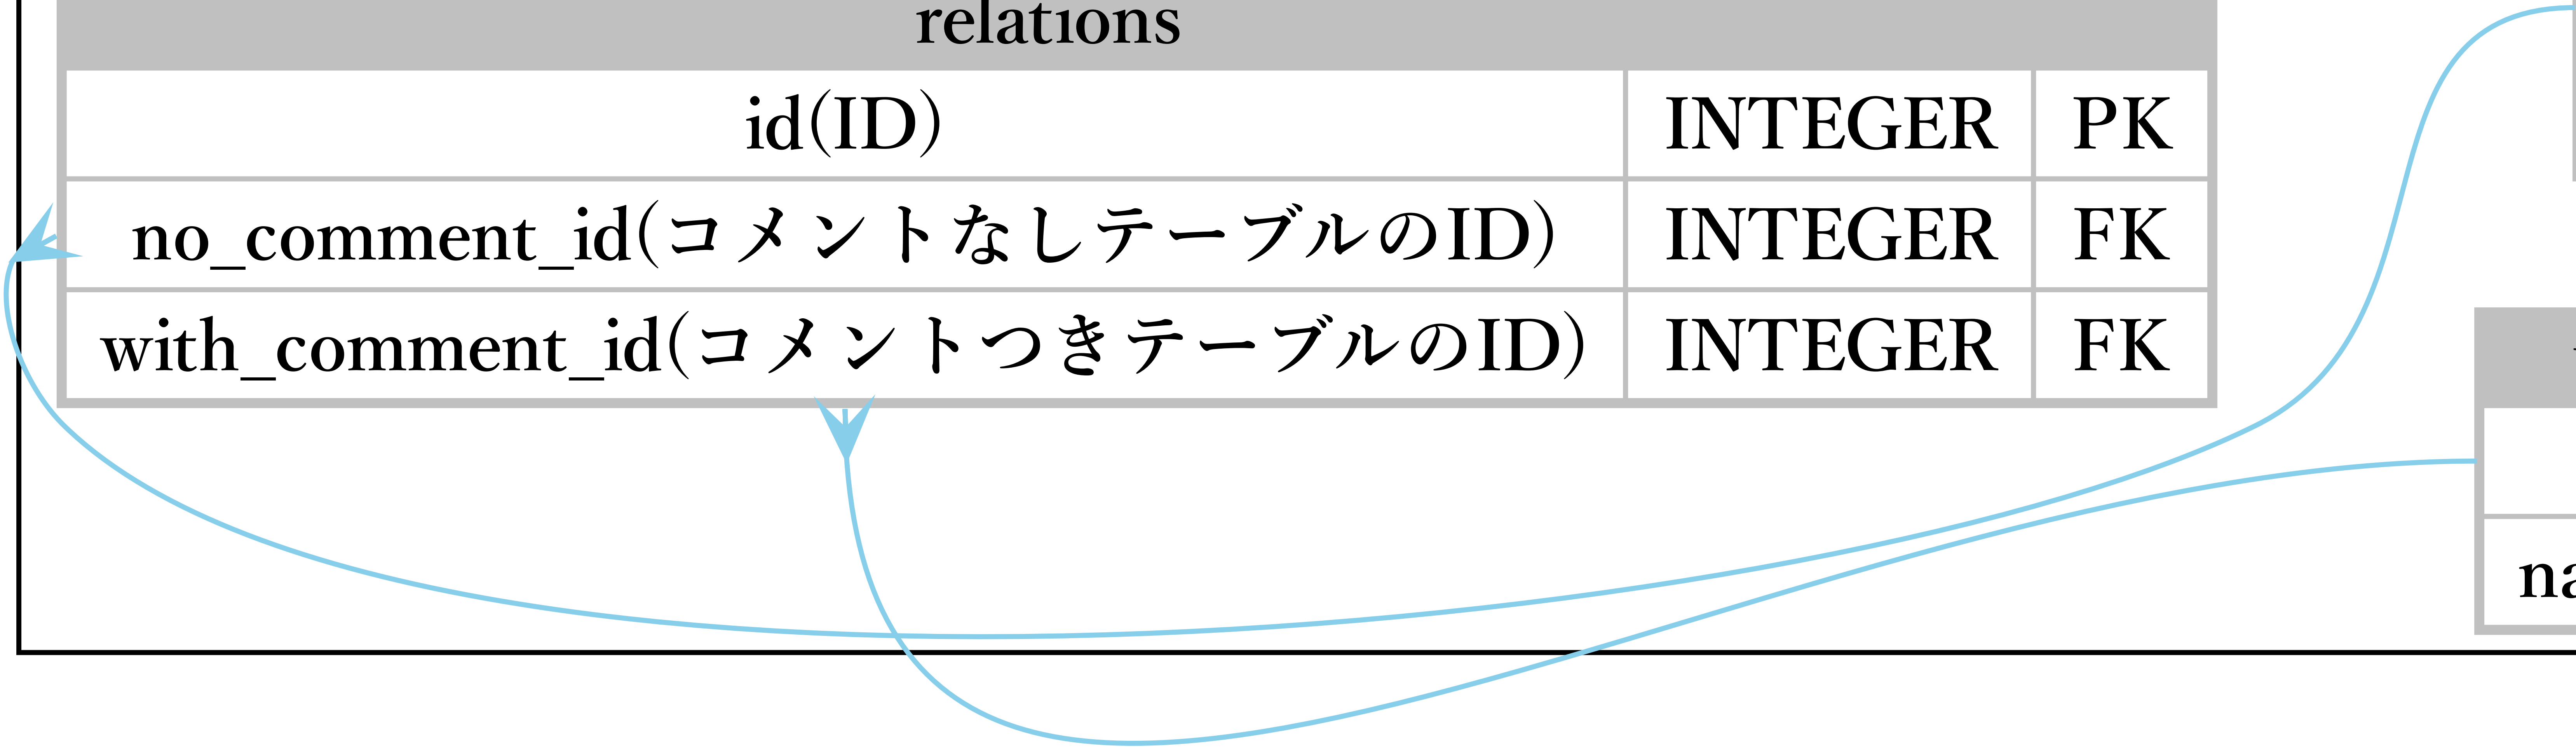 relations
id(ID) INTEGER PK
no_comment_id(コメントなしテーブルのID) INTEGER FK
with_comment_id(コメントつきテーブルのID) INTEGER FK
na